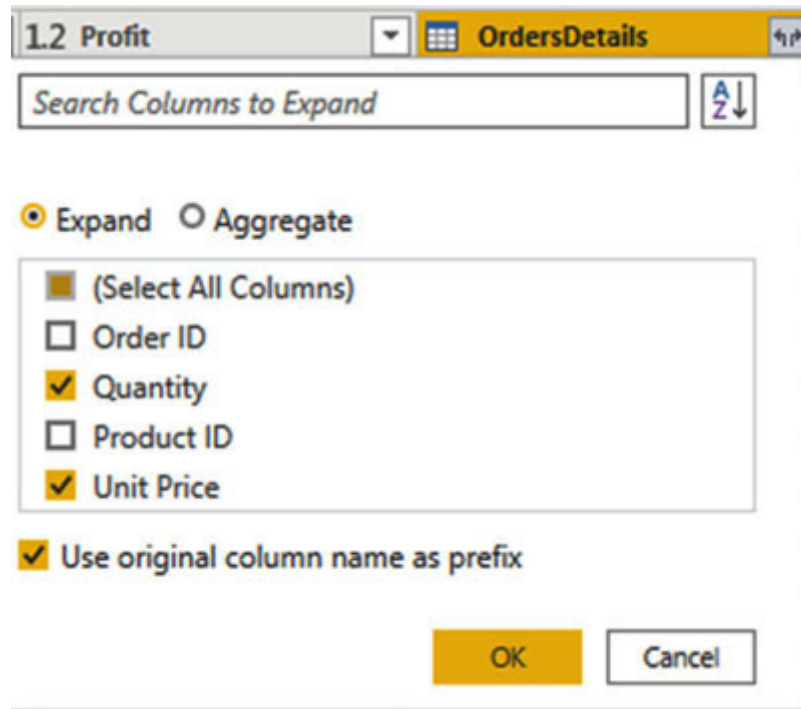 1.2 Profit OrdersDetails
Search Columns to Expand
A
Z
Expand Aggregate
(Select All Columns)
Order ID
Quantity
Product ID
Unit Price
Use original column name as prefix
OK Cancel